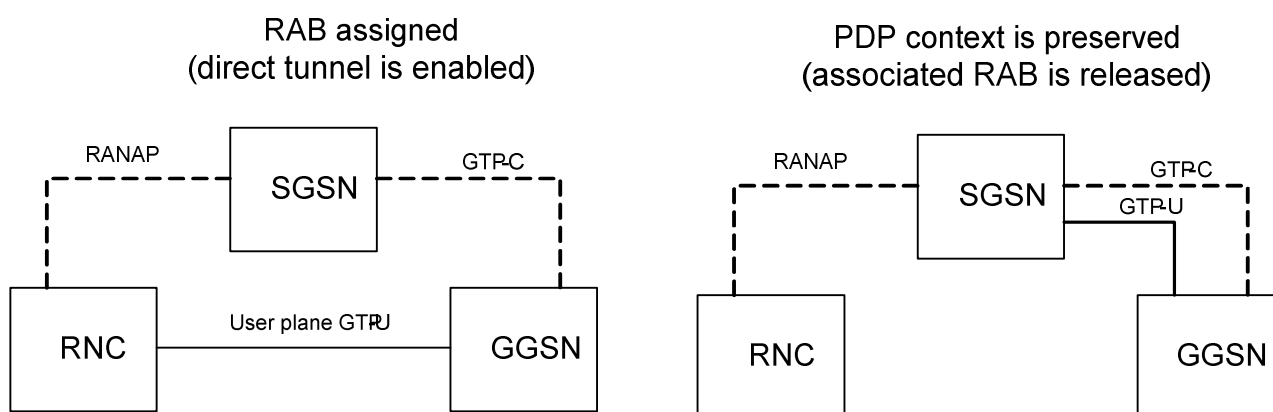 RAB assigned
(direct tunnel is enabled)
RANAP
GTP-C
SGSN
RNC
User plane GTP-U
GGSN
PDP context is preserved
(associated RAB is released)
RANAP
SGSN
GTP-C
GTP-U
RNC
GGSN